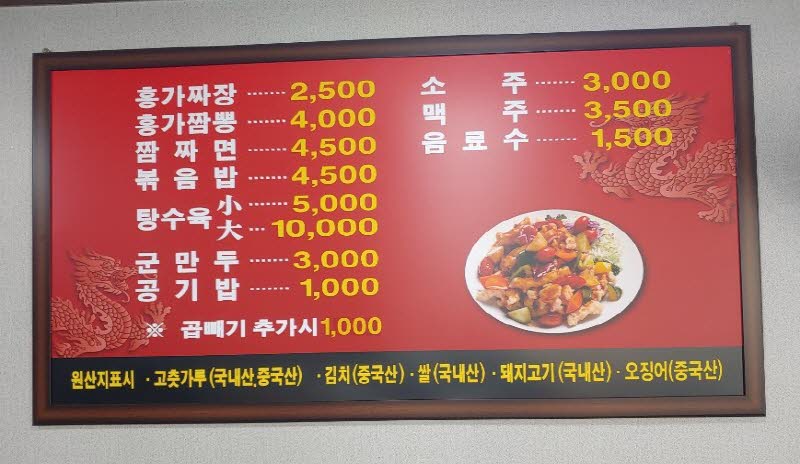 홍가짜장 ······ 2,500
홍가짬뽕 ······ 4,000
짬 짜 면 ······ 4,500
볶 음 밥 ······ 4,500
탕수육 小 ······ 5,000
大 ··· 10,000
군 만 두 ······ 3,000
공 기 밥 ······ 1,000
※ 곱빼기 추가시 1,000
소 주 ······ 3,000
맥 주 ······ 3,500
음 료 수 ······ 1,500
원산지표시 ·고춧가루(국내산,중국산) ·김치(중국산)·쌀(국내산)·돼지고기(국내산)·오징어(중국산)